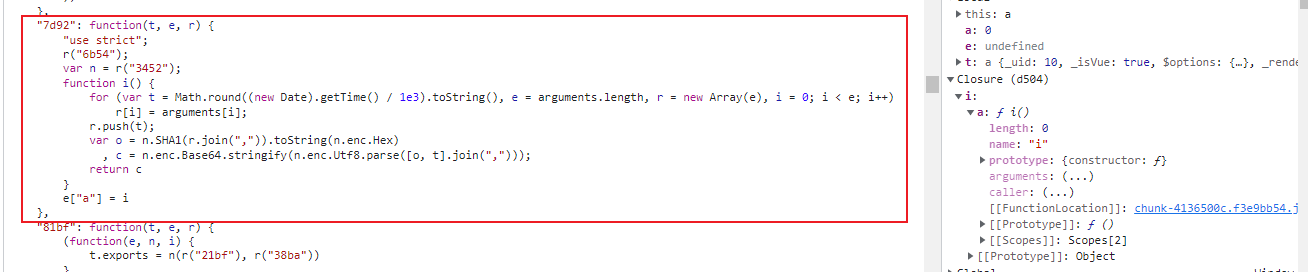 },
"7d92": function(t, e, r) {
"use strict";
r("6b54");
var n = r("3452");
function i() {
for (var t = Math.round((new Date).getTime() / 1e3).toString(), e = arguments.length, r = new Array(e), i = 0; i < e; i++)
r[i] = arguments[i];
r.push(t);
var o = n.SHA1(r.join(",")).toString(n.enc.Hex)
, c = n.enc.Base64.stringify(n.enc.Utf8.parse([o, t].join(",")));
return c
}
e["a"] = i
},
"81bf": function(t, e, r) {
(function(e, n, i) {
t.exports = n(r("21bf"), r("38ba"))
this: a
a: 0
e: undefined
t: a {_uid: 10, _isVue: true, $options: {…}, _rende
Closure (d504)
i:
a: ƒ i()
length: 0
name: "i"
prototype: {constructor: ƒ}
arguments: (...)
caller: (...)
[[FunctionLocation]]: chunk-4136500c.f3e9bb54.j
[[Prototype]]: ƒ ()
[[Scopes]]: Scopes[2]
[[Prototype]]: Object